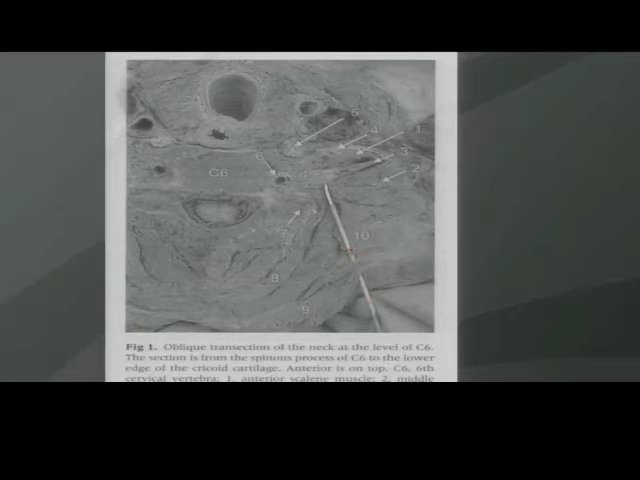 5
4
1
6
3
C6
2
7
10
8
9
Fig 1. Oblique transection of the neck at the level of C6.
The section is from the spinous process of C6 to the lower
edge of the cricoid cartilage. Anterior is on top. C6, 6th
cervical vertebra; 1, anterior scalene muscle; 2, middle